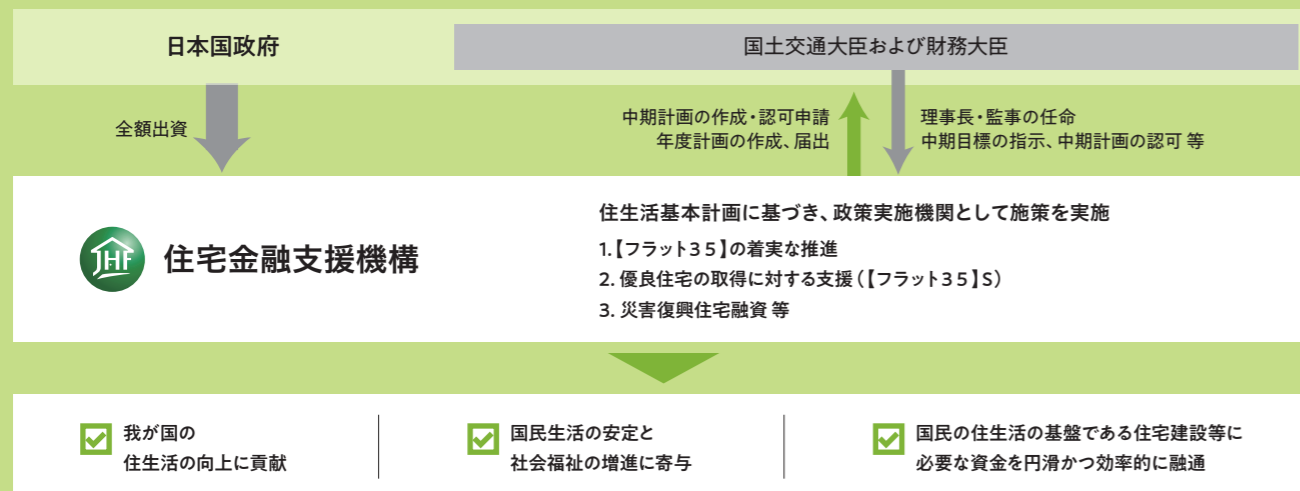 日本国政府
国土交通大臣および財務大臣
全額出資
中期計画の作成・認可申請
年度計画の作成、届出
理事長・監事の任命
中期目標の指示、中期計画の認可 等
JHF
住宅金融支援機構
住生活基本計画に基づき、政策実施機関として施策を実施
1.【フラット35】の着実な推進
2. 優良住宅の取得に対する支援(【フラット35】S)
3. 災害復興住宅融資 等
我が国の
住生活の向上に貢献
国民生活の安定と
社会福祉の増進に寄与
国民の住生活の基盤である住宅建設等に
必要な資金を円滑かつ効率的に融通